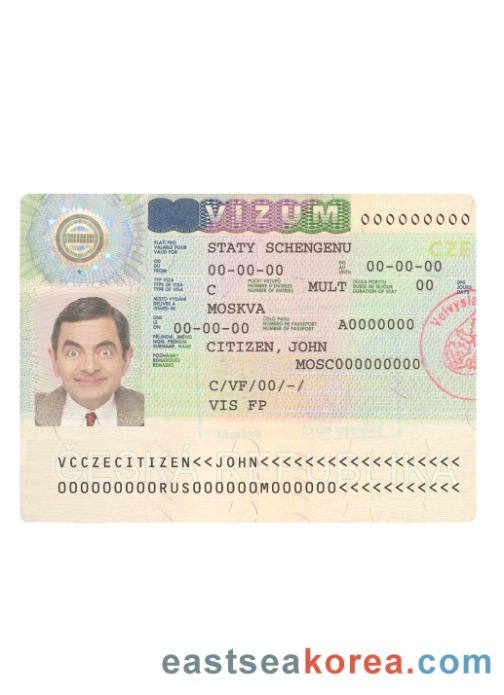 VIZUM 000000000
PLATÍ PRO
VALABLE POUR
VALID FOR
STATY SCHENGENU
CZE
OD
DU
FROM
00-00-00
DO
AU
UNTIL
00-00-00
TYP VÍZA
TYPE DE VISA
TYPE OF VISA
C
POČET VSTUPŮ
NOMBRE D'ENTRÉES
NUMBER OF ENTRIES
MULT
DÉLKA POBYTU
DURÉE DE SÉJOUR
DURATION OF STAY
00
DNÍ
JOURS
DAYS
MÍSTO VYDÁNÍ
DÉLIVRÉ À
ISSUED IN
MOSKVA
DNE
LE
ON
00-00-00
ČÍSLO PASU
NUMÉRO DE PASSEPORT
NUMBER OF PASSPORT
A0000000
PŘÍJMENÍ, JMÉNO
NOM, PRÉNOM
SURNAME, NAME
CITIZEN, JOHN
POZNÁMKY
REMARQUES
REMARKS
MOSC000000000
C/VF/00/-/
VIS FP
ČESKÁ REPUBLIKA
VCCZECITIZEN<<JOHN<<<<<<<<<<<<<<<<<<
000000000RUS000000M000000<<<<<<<<<<<
eastseakorea.com